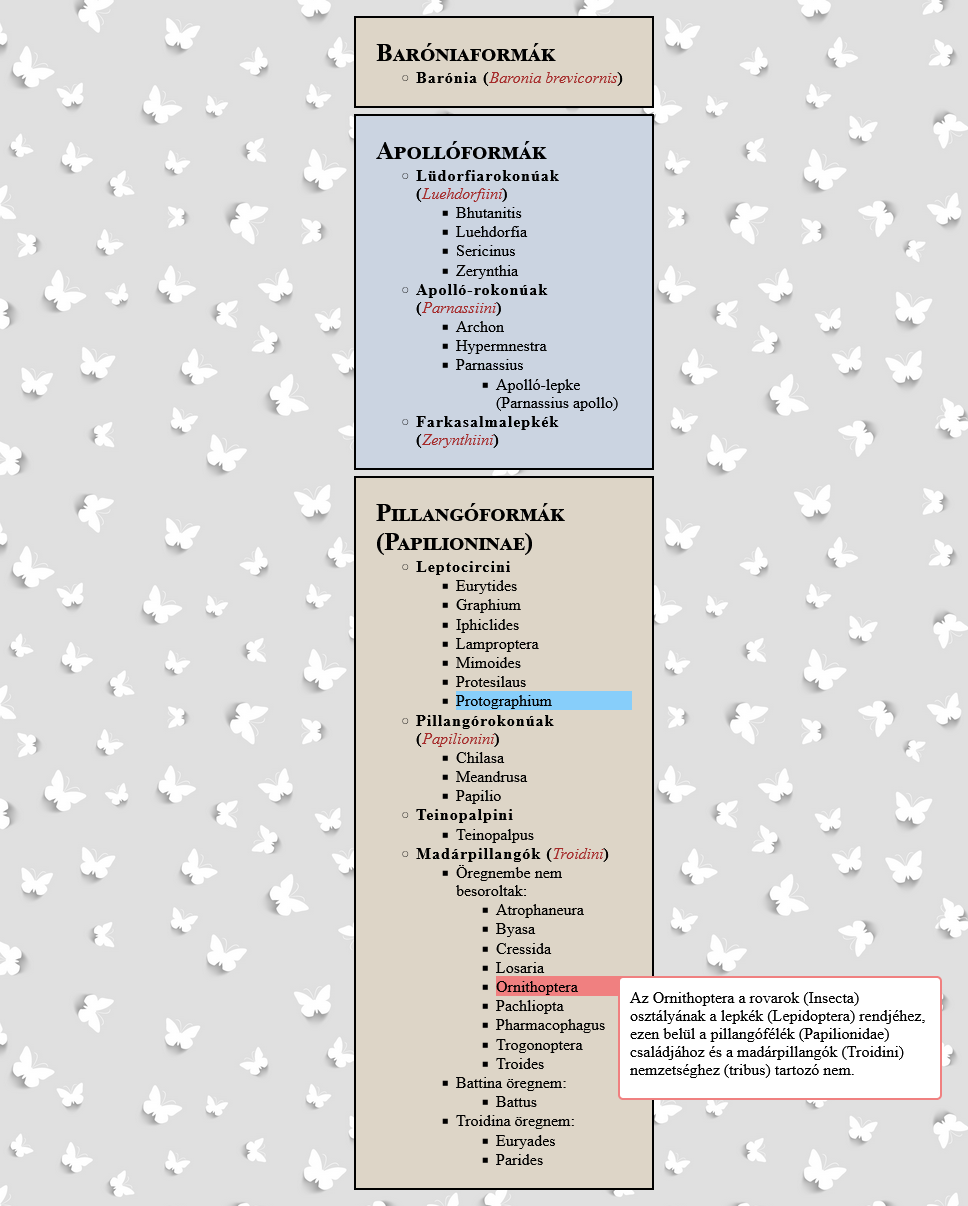 Baróniaformák
Barónia (Baronia brevicornis)
Apollóformák
Lüdorfiarokonúak
(Luehdorfiini)
Bhutanitis
Luehdorfia
Sericinus
Zerynthia
Apolló-rokonúak
(Parnassiini)
Archon
Hypermnestra
Parnassius
Apolló-lepke
(Parnassius apollo)
Farkasalmalepkék
(Zerynthiini)
Pillangóformák
(Papilioninae)
Leptocircini
Eurytides
Graphium
Iphiclides
Lamproptera
Mimoides
Protesilaus
Protographium
Pillangórokonúak
(Papilionini)
Chilasa
Meandrusa
Papilio
Teinopalpini
Teinopalpus
Madárpillangók (Troidini)
Öregnembe nem
besoroltak:
Atrophaneura
Byasa
Cressida
Losaria
Ornithoptera
Pachliopta
Pharmacophagus
Trogonoptera
Troides
Battina öregnem:
Battus
Troidina öregnem:
Euryades
Parides
Az Ornithoptera a rovarok (Insecta)
osztályának a lepkék (Lepidoptera) rendjéhez,
ezen belül a pillangófélék (Papilionidae)
családjához és a madárpillangók (Troidini)
nemzetséghez (tribus) tartozó nem.